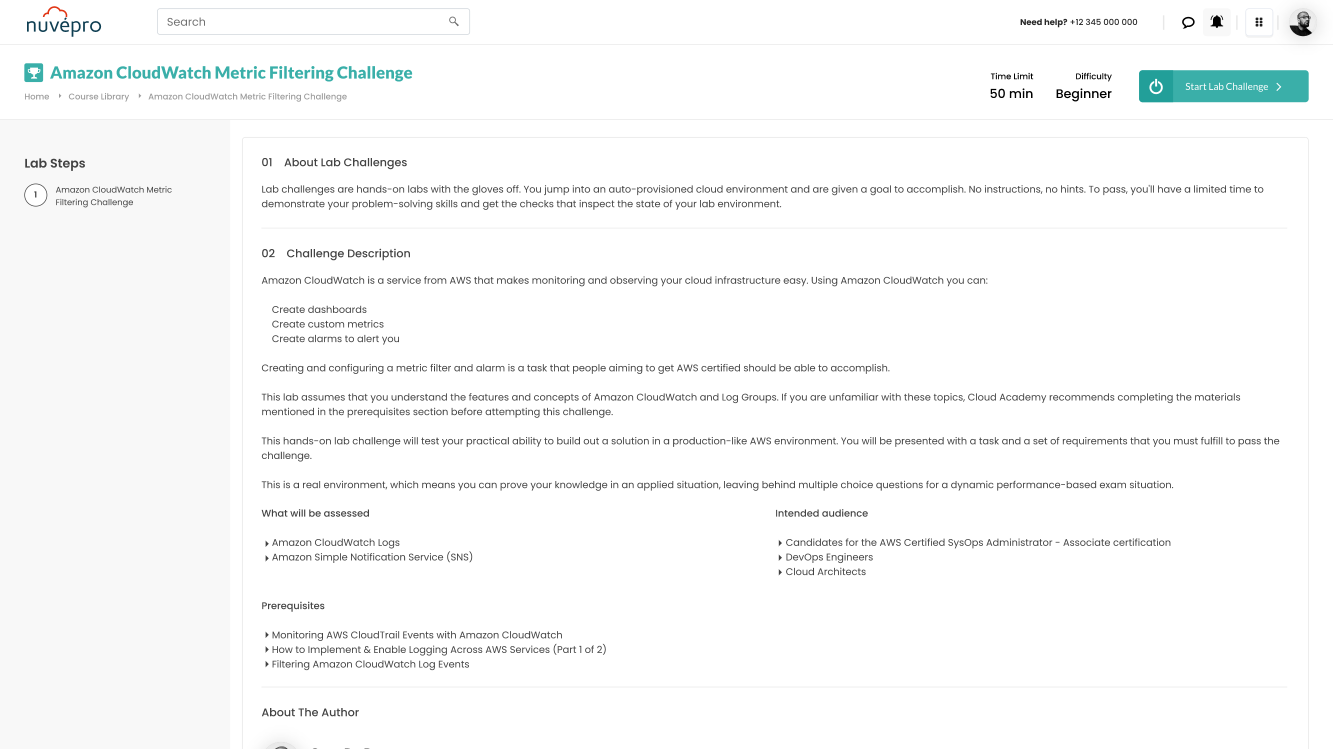 nuvepro
Search
Need help? +12 345 000 000
Amazon CloudWatch Metric Filtering Challenge
Home
Course Library
Amazon CloudWatch Metric Filtering Challenge
Time Limit
50 min
Difficulty
Beginner
Start Lab Challenge
Lab Steps
1
Amazon CloudWatch Metric
Filtering Challenge
01 About Lab Challenges
Lab challenges are hands-on labs with the gloves off. You jump into an auto-provisioned cloud environment and are given a goal to accomplish. No instructions, no hints. To pass, you'll have a limited time to
demonstrate your problem-solving skills and get the checks that inspect the state of your lab environment.
02 Challenge Description
Amazon CloudWatch is a service from AWS that makes monitoring and observing your cloud infrastructure easy. Using Amazon CloudWatch you can:
Create dashboards
Create custom metrics
Create alarms to alert you
Creating and configuring a metric filter and alarm is a task that people aiming to get AWS certified should be able to accomplish.
This lab assumes that you understand the features and concepts of Amazon CloudWatch and Log Groups. If you are unfamiliar with these topics, Cloud Academy recommends completing the materials
mentioned in the prerequisites section before attempting this challenge.
This hands-on lab challenge will test your practical ability to build out a solution in a production-like AWS environment. You will be presented with a task and a set of requirements that you must fulfill to pass the
challenge.
This is a real environment, which means you can prove your knowledge in an applied situation, leaving behind multiple choice questions for a dynamic performance-based exam situation.
What will be assessed
Amazon CloudWatch Logs
Amazon Simple Notification Service (SNS)
Intended audience
Candidates for the AWS Certified SysOps Administrator - Associate certification
DevOps Engineers
Cloud Architects
Prerequisites
Monitoring AWS CloudTrail Events with Amazon CloudWatch
How to Implement & Enable Logging Across AWS Services (Part 1 of 2)
Filtering Amazon CloudWatch Log Events
About The Author